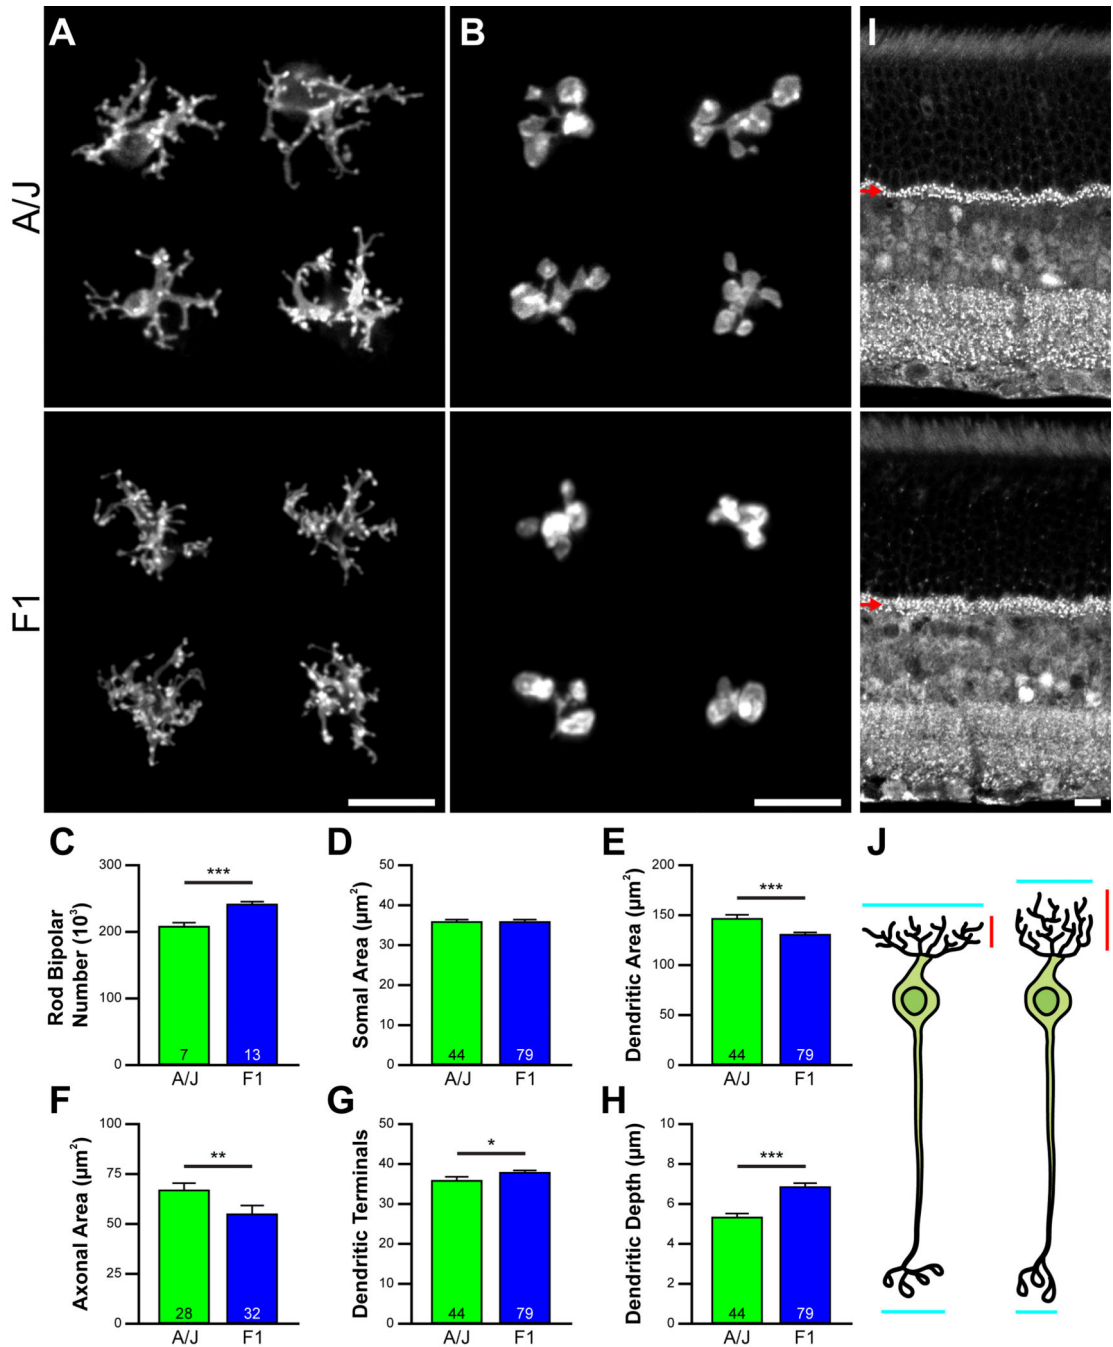 A
B
I
A/J
F1
C
Rod Bipolar
Number (10³)
300
200
100
0
***
7
13
A/J
F1
D
Somal Area (µm²)
50
40
30
20
10
0
44
79
A/J
F1
E
Dendritic Area (µm²)
200
150
100
50
0
***
44
79
A/J
F1
J
F
Axonal Area (µm²)
100
75
50
25
0
**
28
32
A/J
F1
G
Dendritic Terminals
50
40
30
20
10
0
*
44
79
A/J
F1
H
Dendritic Depth (µm)
10
8
6
4
2
0
***
44
79
A/J
F1